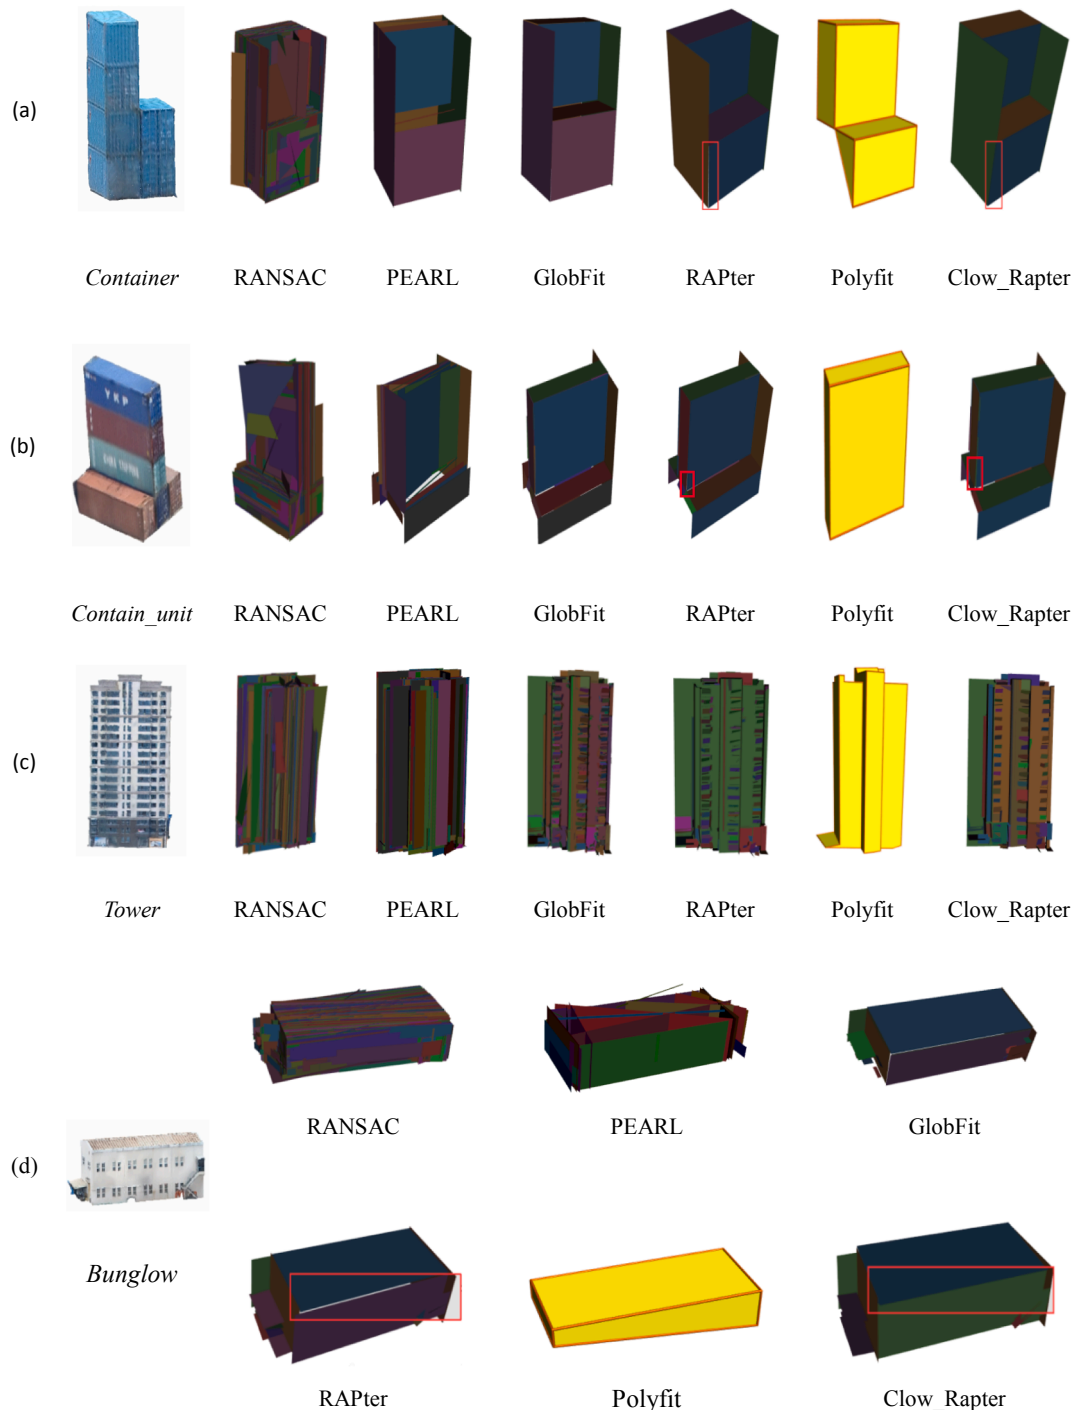 (a)
Container RANSAC PEARL GlobFit RAPter Polyfit Clow_Rapter
(b)
YKP
Contain_unit RANSAC PEARL GlobFit RAPter Polyfit Clow_Rapter
(c)
Tower RANSAC PEARL GlobFit RAPter Polyfit Clow_Rapter
RANSAC PEARL GlobFit
(d)
Bunglow
RAPter Polyfit Clow_Rapter